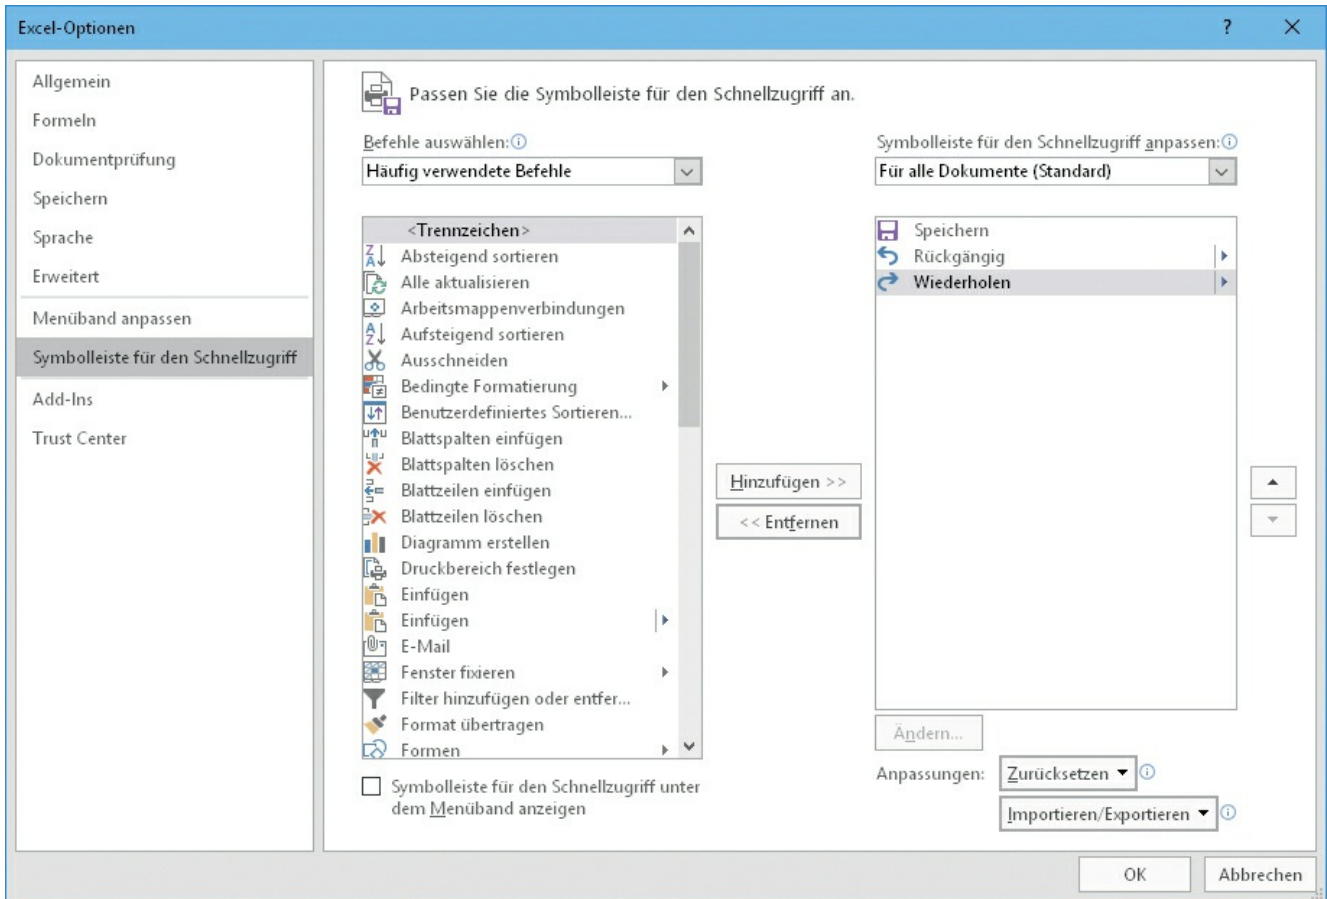 Excel-Optionen
?
Allgemein
Formeln
Dokumentprüfung
Speichern
Sprache
Erweitert
Menüband anpassen
Symbolleiste für den Schnellzugriff
Add-Ins
Trust Center
Passen Sie die Symbolleiste für den Schnellzugriff an.
Befehle auswählen:
Häufig verwendete Befehle
<Trennzeichen>
Absteigend sortieren
Alle aktualisieren
Arbeitsmappenverbindungen
Aufsteigend sortieren
Ausschneiden
Bedingte Formatierung
Benutzerdefiniertes Sortieren...
Blattspalten einfügen
Blattspalten löschen
Blattzeilen einfügen
Blattzeilen löschen
Diagramm erstellen
Druckbereich festlegen
Einfügen
Einfügen
E-Mail
Fenster fixieren
Filter hinzufügen oder entfer...
Format übertragen
Formen
Symbolleiste für den Schnellzugriff unter
dem Menüband anzeigen
Hinzufügen >>
<< Entfernen
Symbolleiste für den Schnellzugriff anpassen:
Für alle Dokumente (Standard)
Speichern
Rückgängig
Wiederholen
Ändern...
Anpassungen: Zurücksetzen
Importieren/Exportieren
OK
Abbrechen